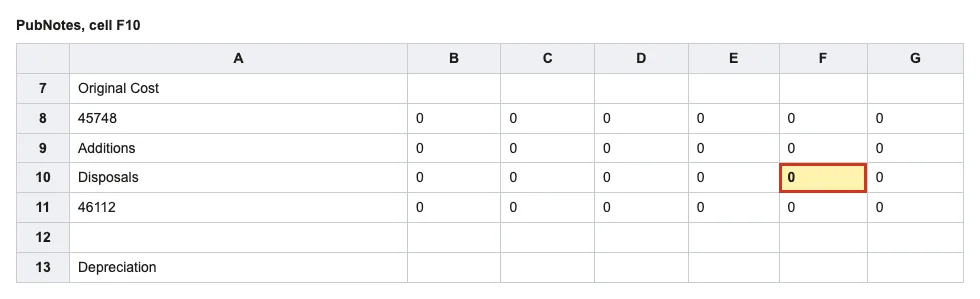 PubNotes, cell F10
A B C D E F G
7 Original Cost
8 45748 0 0 0 0 0 0
9 Additions 0 0 0 0 0 0
10 Disposals 0 0 0 0 0 0
11 46112 0 0 0 0 0 0
12
13 Depreciation